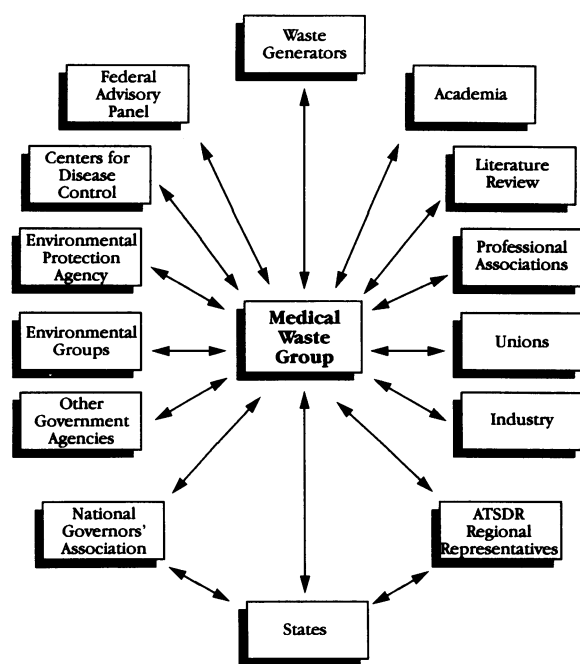 Waste
Generators
Federal
Advisory
Panel
Academia
Centers for
Disease
Control
Literature
Review
Environmental
Protection
Agency
Professional
Associations
Medical
Waste
Group
Environmental
Groups
Unions
Other
Government
Agencies
Industry
National
Governors'
Association
ATSDR
Regional
Representatives
States